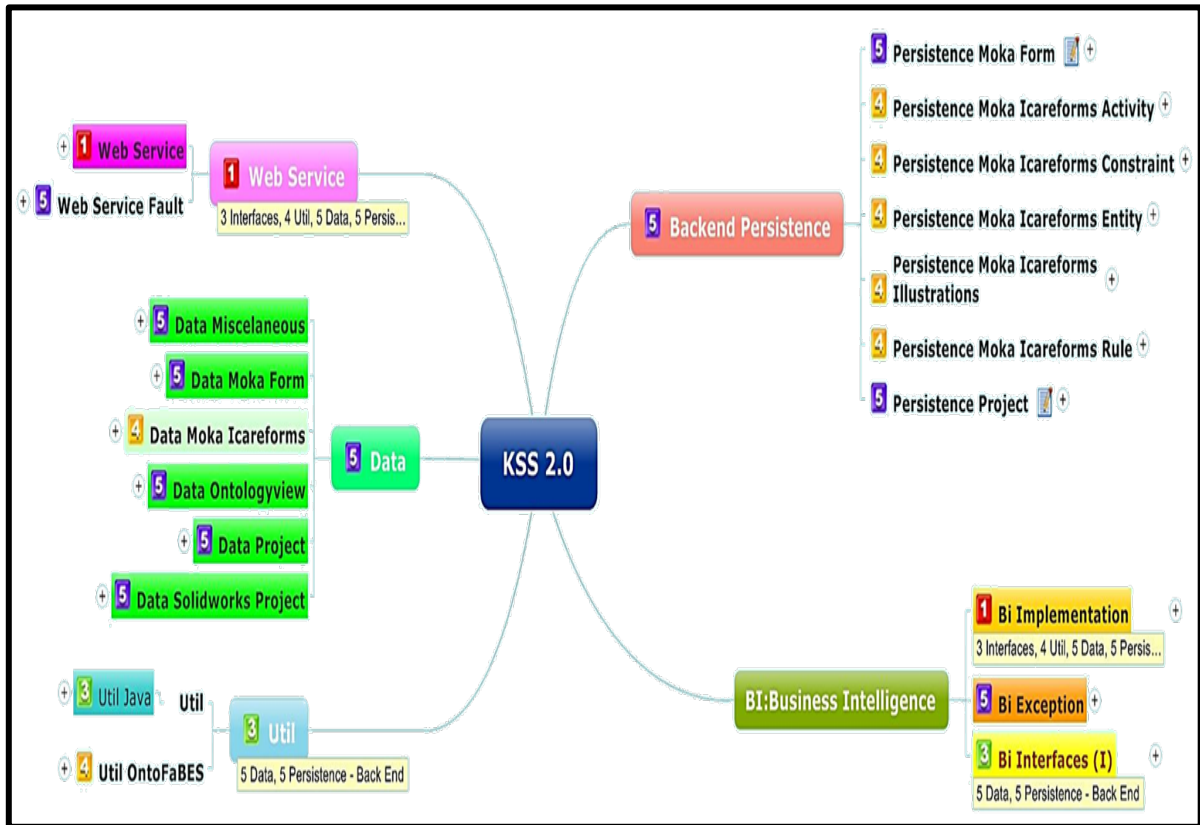 5 Persistence Moka Form
4 Persistence Moka Icareforms Activity
4 Persistence Moka Icareforms Constraint
4 Persistence Moka Icareforms Entity
Persistence Moka Icareforms
4 Illustrations
4 Persistence Moka Icareforms Rule
5 Persistence Project
5 Backend Persistence
1 Web Service
5 Web Service Fault
1 Web Service
3 Interfaces, 4 Util, 5 Data, 5 Persis...
5 Data Miscelaneous
5 Data Moka Form
4 Data Moka Icareforms
5 Data Ontologyview
5 Data Project
5 Data Solidworks Project
5 Data
KSS 2.0
3 Util Java
Util
4 Util OntoFaBES
3 Util
5 Data, 5 Persistence - Back End
BI:Business Intelligence
1 Bi Implementation
3 Interfaces, 4 Util, 5 Data, 5 Persis...
5 Bi Exception
3 Bi Interfaces (I)
5 Data, 5 Persistence - Back End